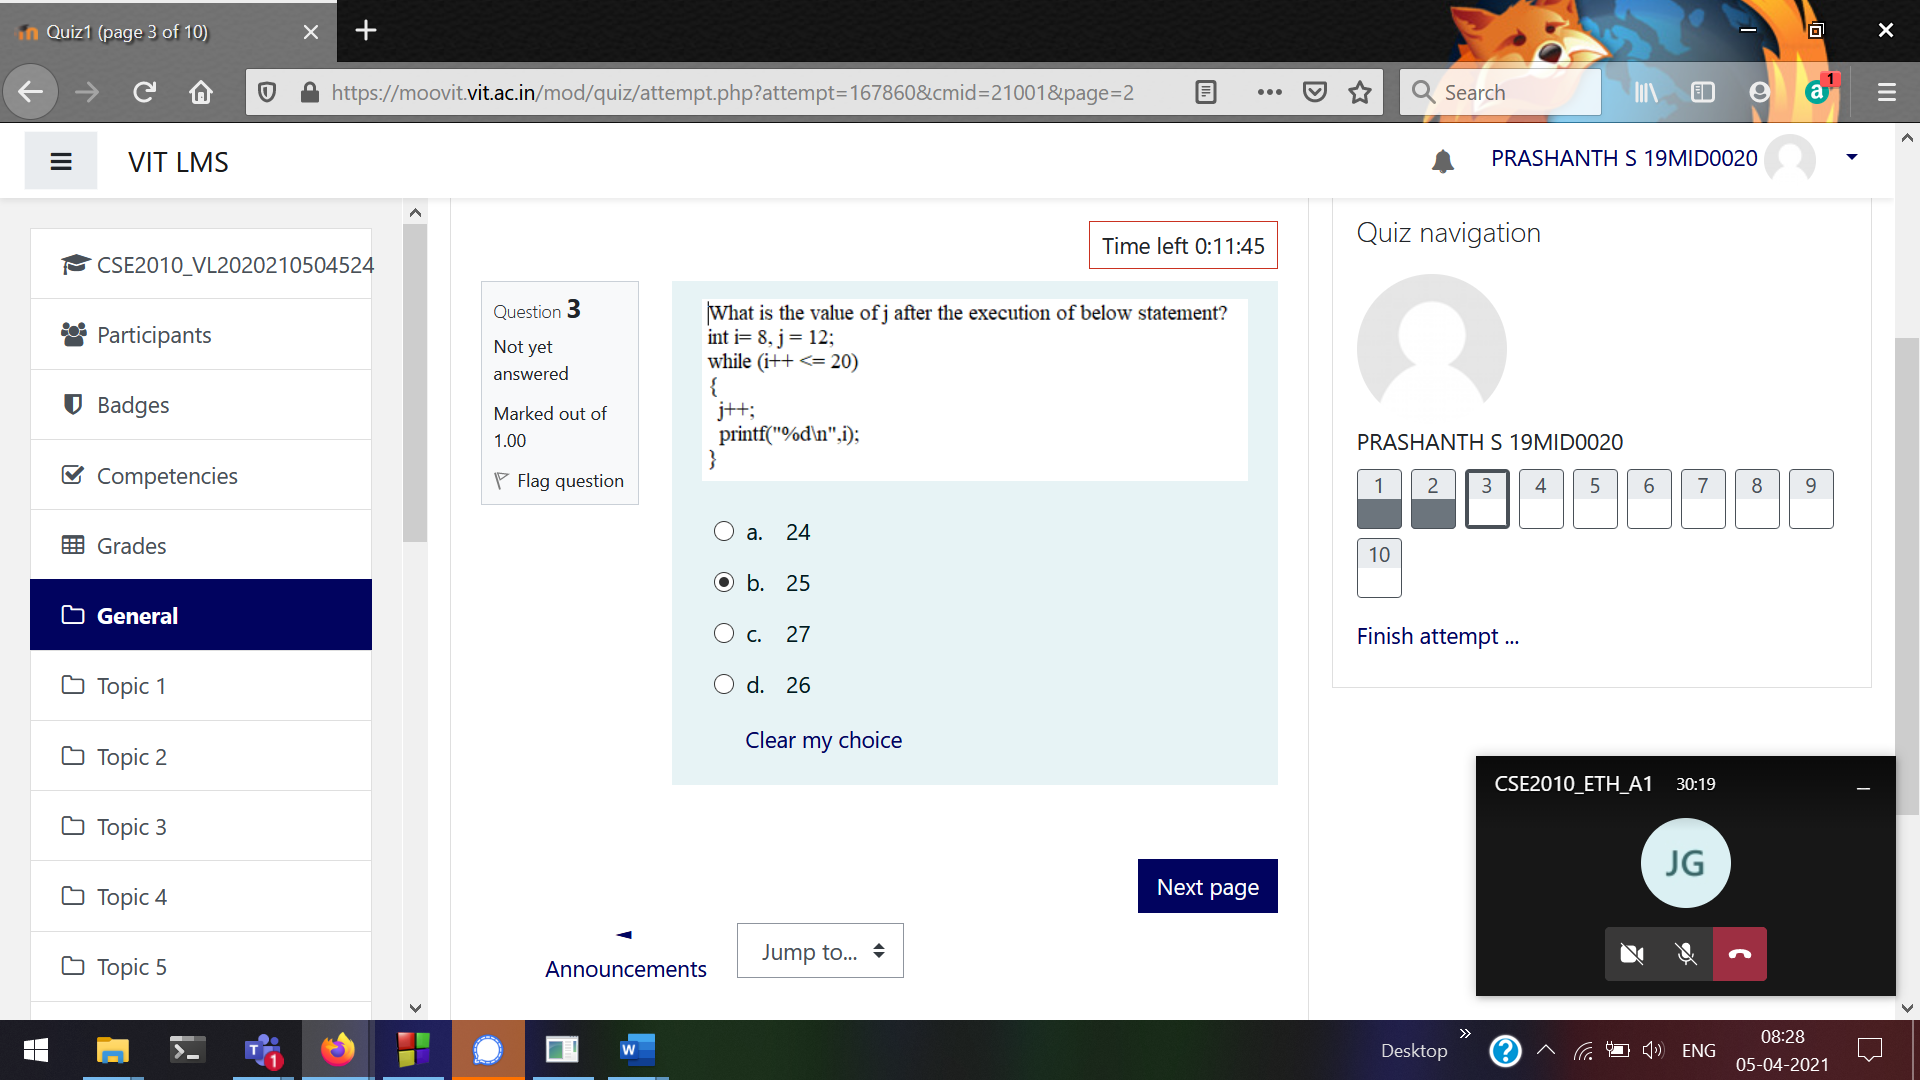 Quiz1 (page 3 of 10)
https://moovit.vit.ac.in/mod/quiz/attempt.php?attempt=167860&cmid=21001&page=2
Search
a
1
VIT LMS
PRASHANTH S 19MID0020
CSE2010_VL2020210504524
Participants
Badges
Competencies
Grades
General
Topic 1
Topic 2
Topic 3
Topic 4
Topic 5
Time left 0:11:45
Question 3
Not yet
answered
Marked out of
1.00
Flag question
What is the value of j after the execution of below statement?
int i= 8, j = 12;
while (i++ <= 20)
{
j++;
printf("%d\n",i);
}
a. 24
b. 25
c. 27
d. 26
Clear my choice
Next page
Announcements
Jump to...
Quiz navigation
PRASHANTH S 19MID0020
1 2 3 4 5 6 7 8 9
10
Finish attempt ...
CSE2010_ETH_A1 30:19
JG
T
1
W
Desktop
»
?
ENG
08:28
05-04-2021